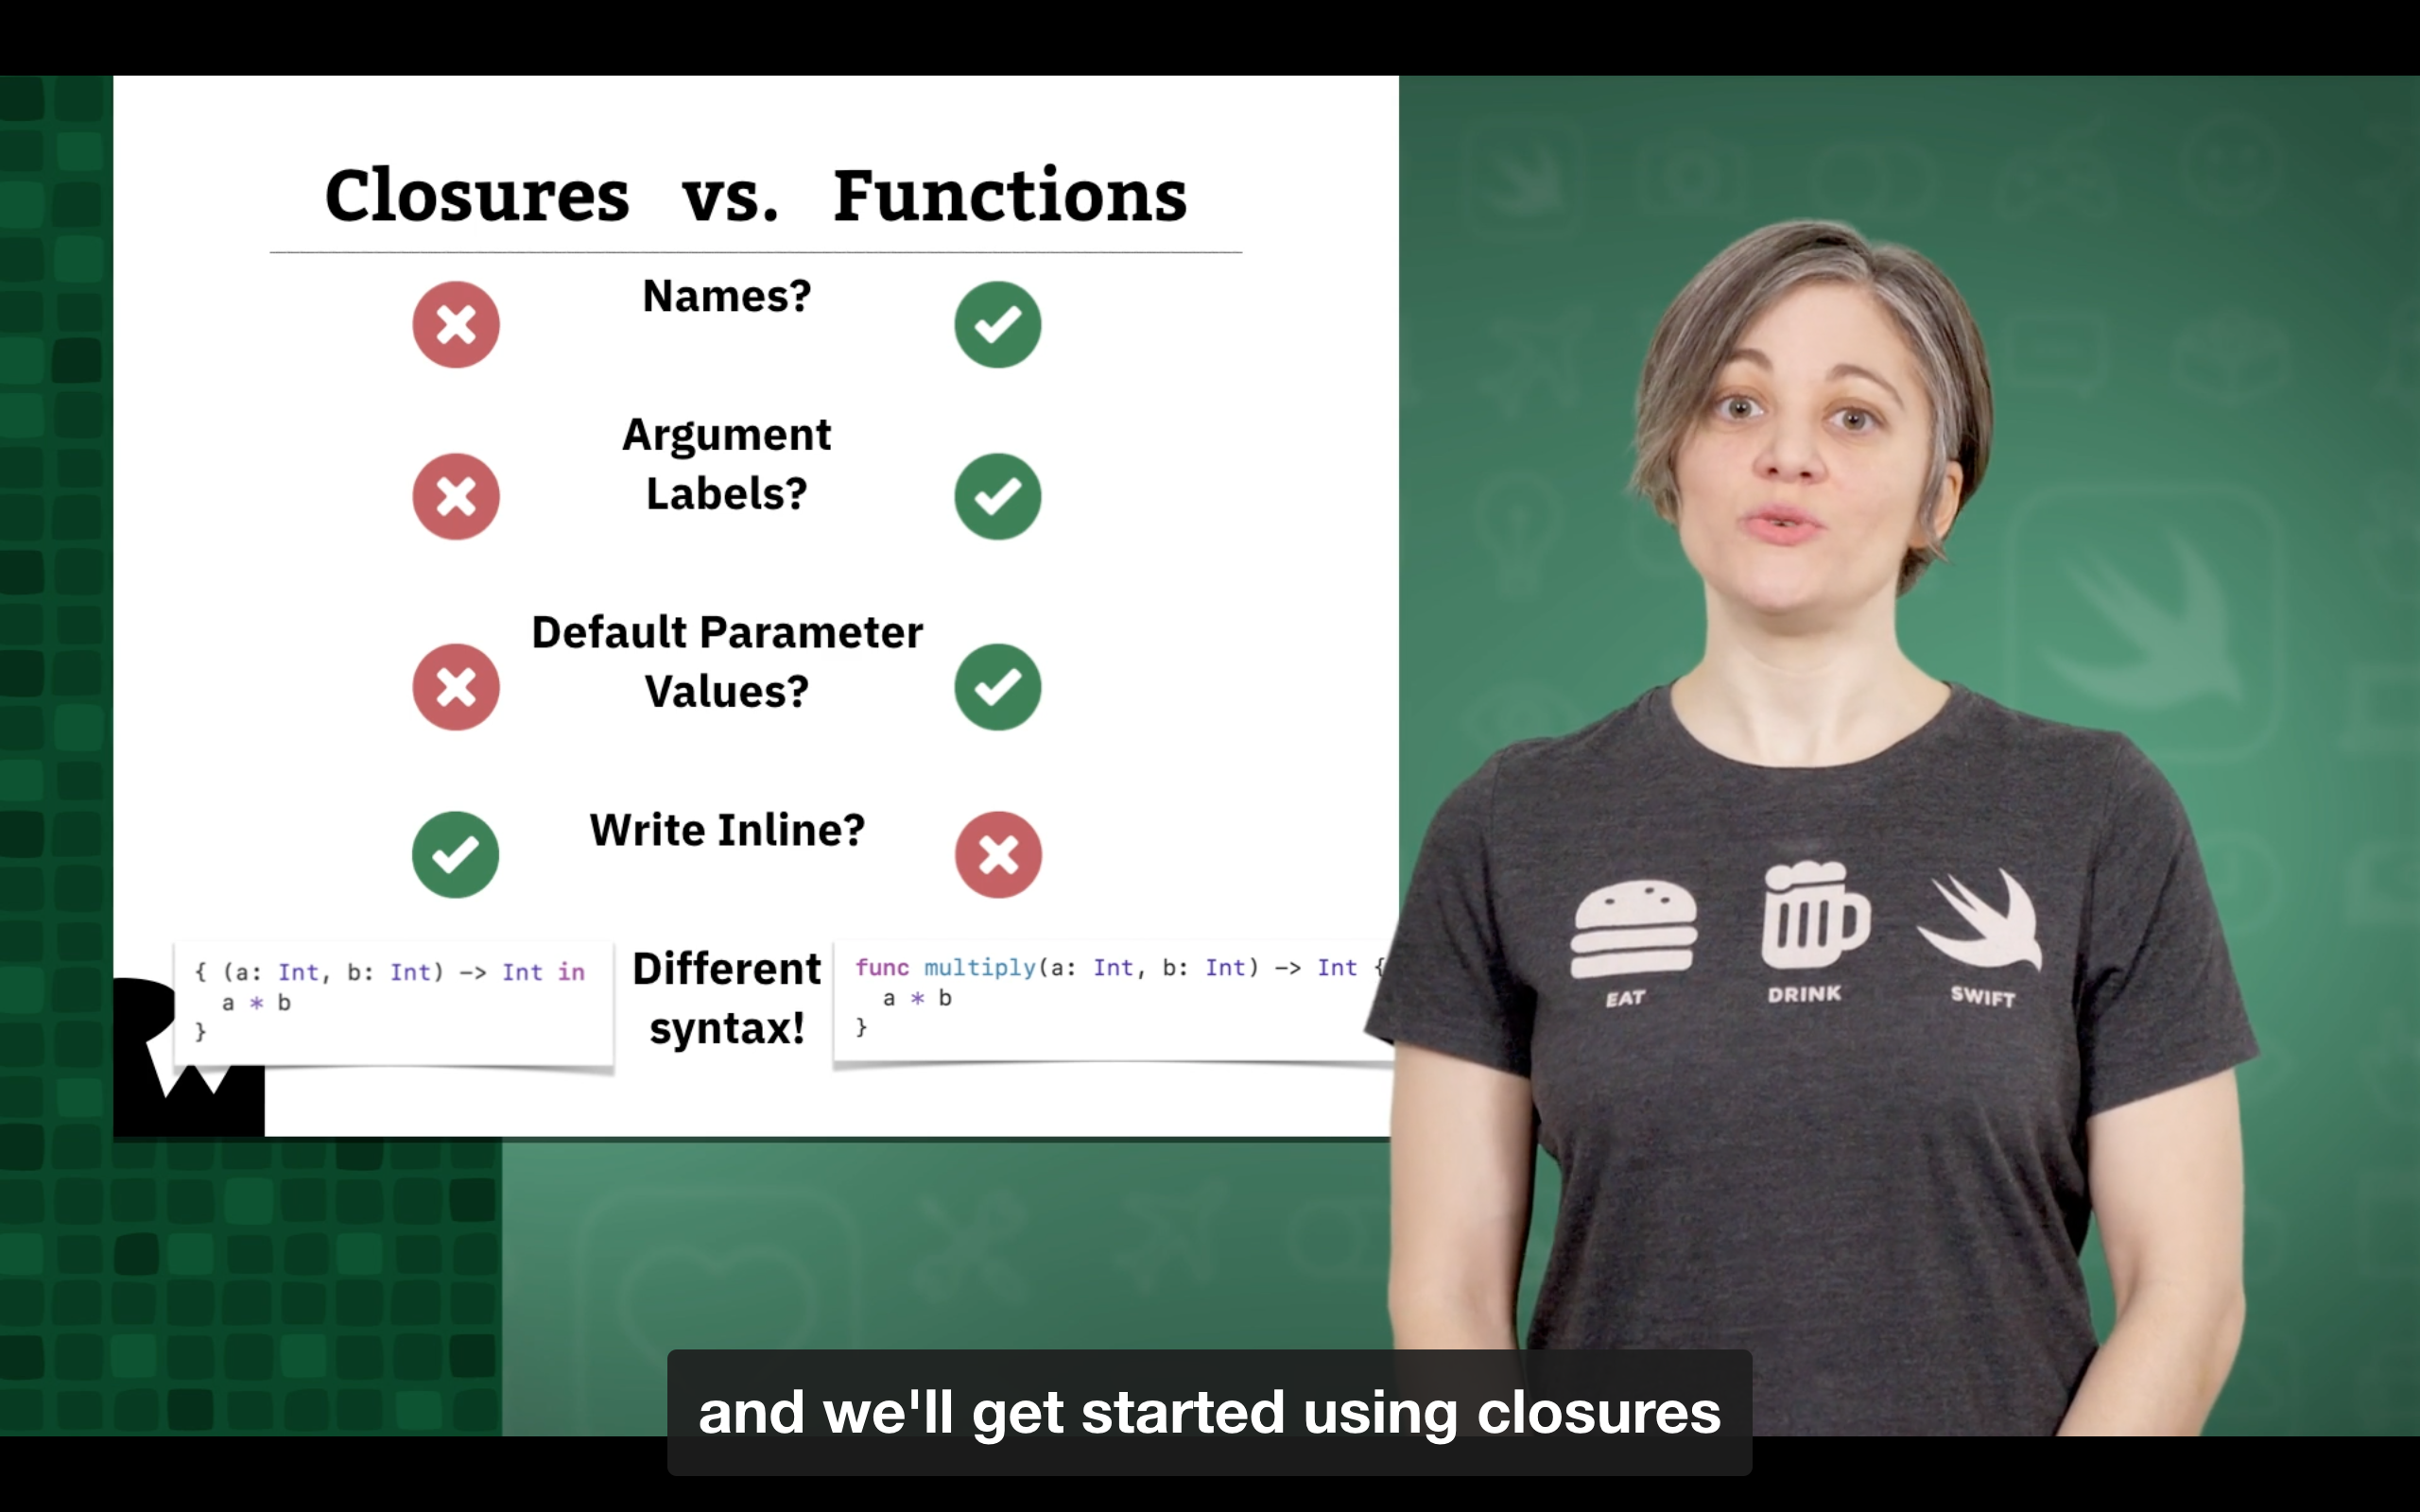 Closures vs. Functions
Names?
Argument
Labels?
Default Parameter
Values?
Write Inline?
{ (a: Int, b: Int) -> Int in
a * b
}
Different
syntax!
func multiply(a: Int, b: Int) -> Int {
a * b
}
EAT DRINK SWIFT
and we'll get started using closures